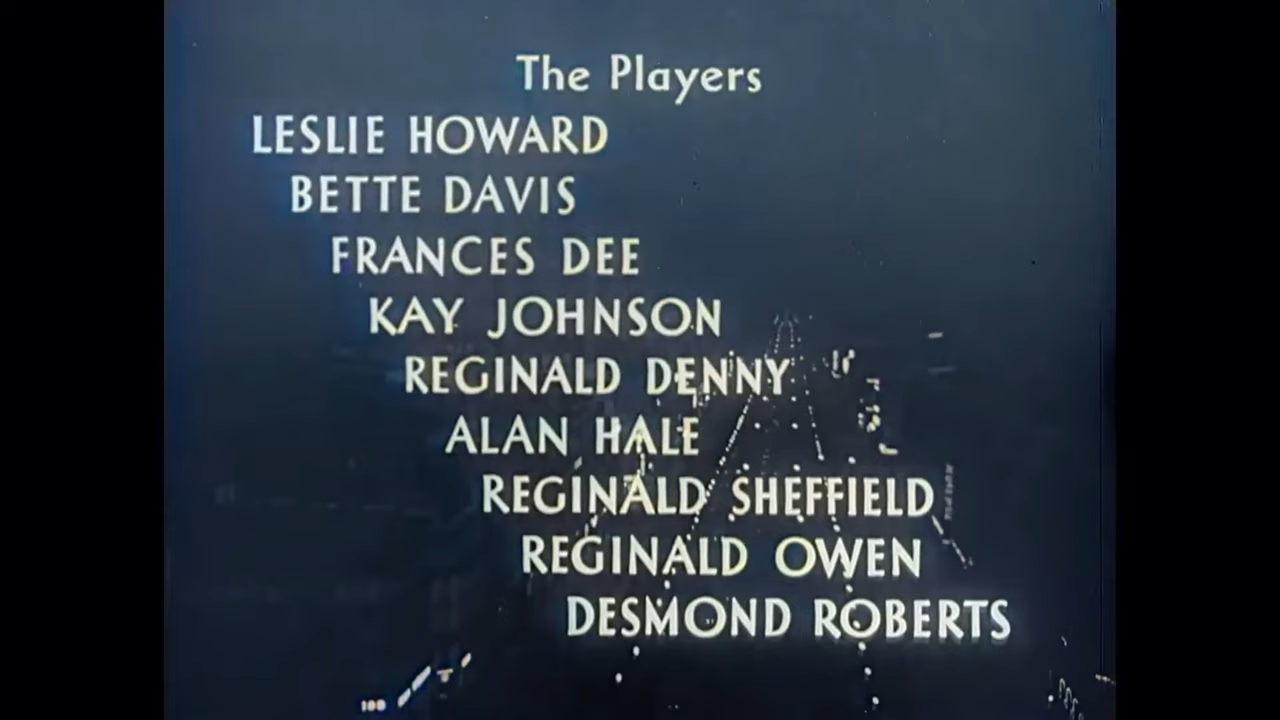 The Players
LESLIE HOWARD
BETTE DAVIS
FRANCES DEE
KAY JOHNSON
REGINALD DENNY
ALAN HALE
REGINALD SHEFFIELD
REGINALD OWEN
DESMOND ROBERTS